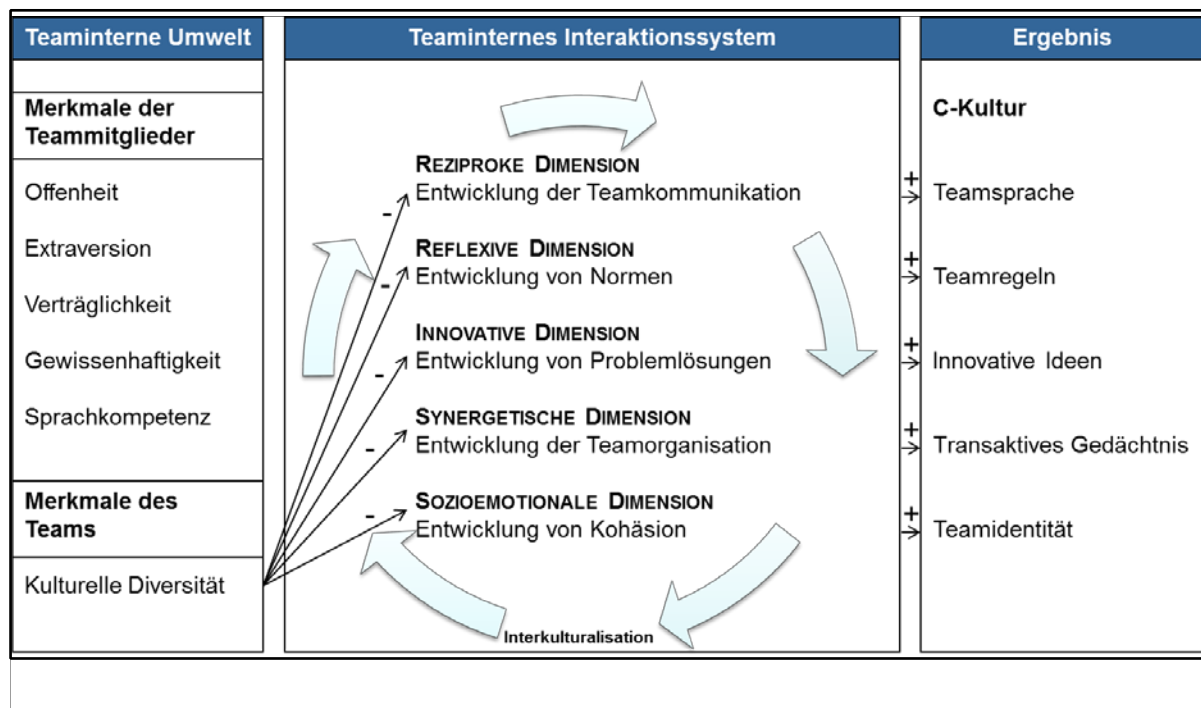 Teaminterne Umwelt
Merkmale der
Teammitglieder
Offenheit
Extraversion
Verträglichkeit
Gewissenhaftigkeit
Sprachkompetenz
Merkmale des
Teams
Kulturelle Diversität
Teaminternes Interaktionssystem
REZIPROKE DIMENSION
Entwicklung der Teamkommunikation
-
REFLEXIVE DIMENSION
Entwicklung von Normen
-
INNOVATIVE DIMENSION
Entwicklung von Problemlösungen
-
SYNERGETISCHE DIMENSION
Entwicklung der Teamorganisation
-
SOZIOEMOTIONALE DIMENSION
Entwicklung von Kohäsion
-
Interkulturalisation
Ergebnis
C-Kultur
+
Teamsprache
+
Teamregeln
+
Innovative Ideen
+
Transaktives Gedächtnis
+
Teamidentität